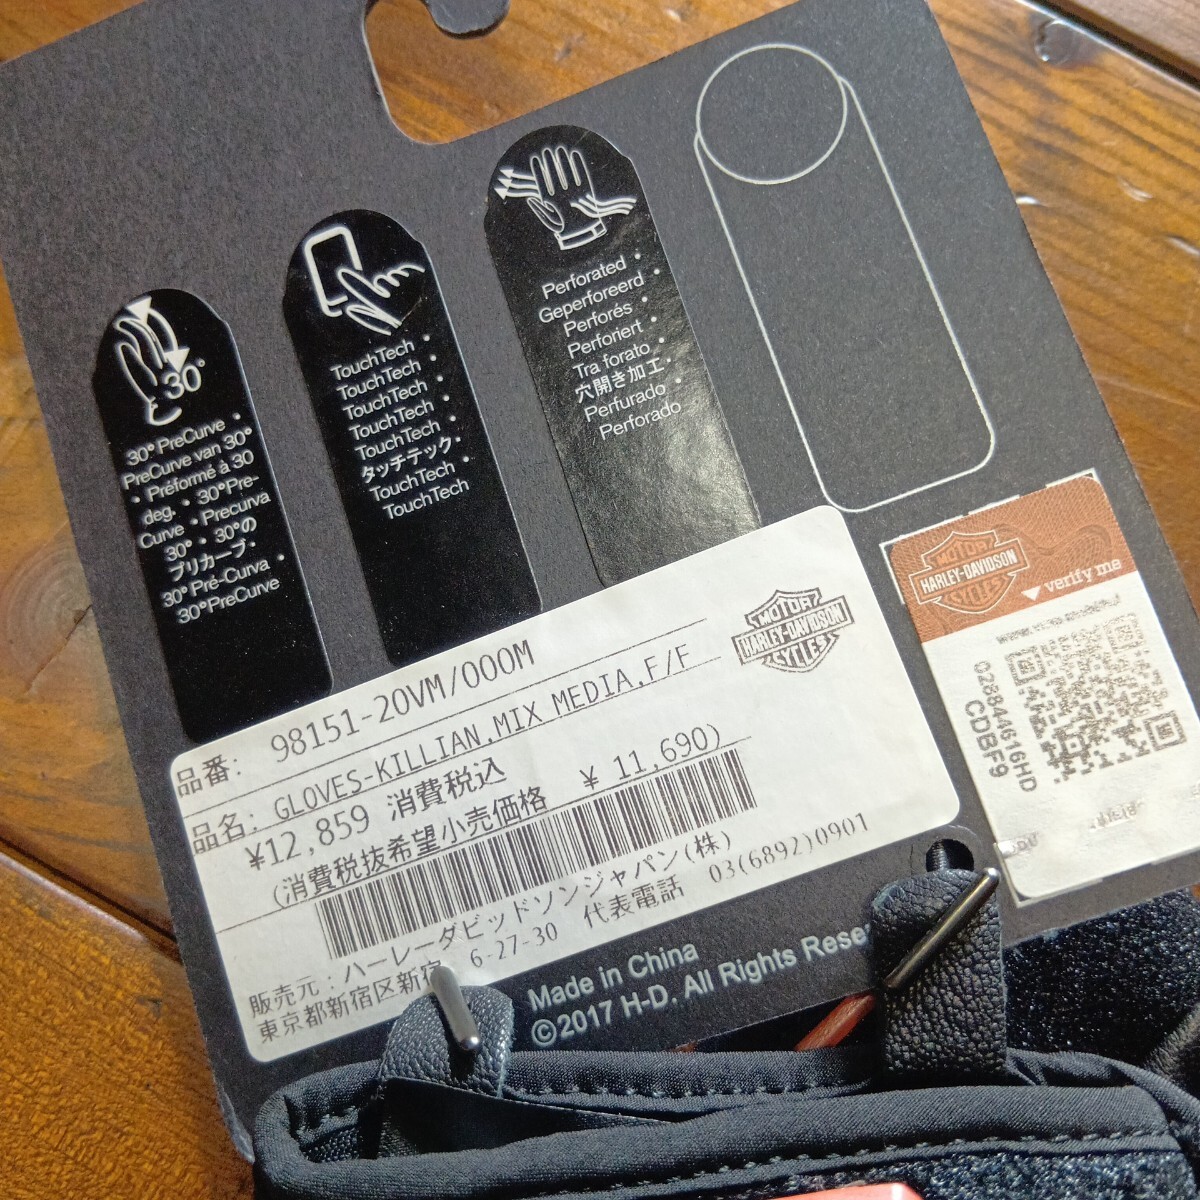 30°
30° PreCurve •
PreCurve van 30°
• Préformé à 30
deg. • 30° Pre-
Curve • Precurva
30° • 30°の
プリカーブ •
30° Pré-Curva •
30° PreCurve
TouchTech •
TouchTech •
TouchTech •
TouchTech •
TouchTech •
タッチテック•
TouchTech •
TouchTech
Perforated •
Geperforeerd •
Perforés •
Perforiert •
Tra forato •
穴開き加工•
Perfurado •
Perforado
品番: 98151-20VM/000M
品名: GLOVES-KILLIAN,MIX MEDIA,F/F
¥12,859 消費税込
(消費税抜希望小売価格 ¥ 11,690)
販売元：ハーレーダビッドソンジャパン(株)
東京都新宿区新宿 6-27-30 代表電話 03(6892)0901
MOTOR
HARLEY-DAVIDSON
CYCLES
MOTOR
HARLEY-DAVIDSON
CYCLES
verify me
02844616HD
CDBF9
Made in China
©2017 H-D. All Rights